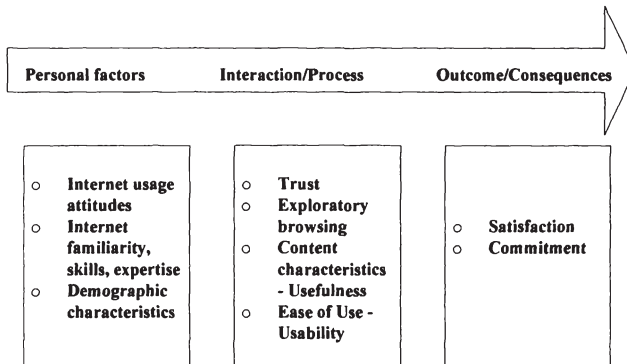 Personal factors
Interaction/Process
Outcome/Consequences
o Internet usage
attitudes
o Internet
familiarity,
skills, expertise
o Demographic
characteristics
o Trust
o Exploratory
browsing
o Content
characteristics
- Usefulness
o Ease of Use -
Usability
o Satisfaction
o Commitment